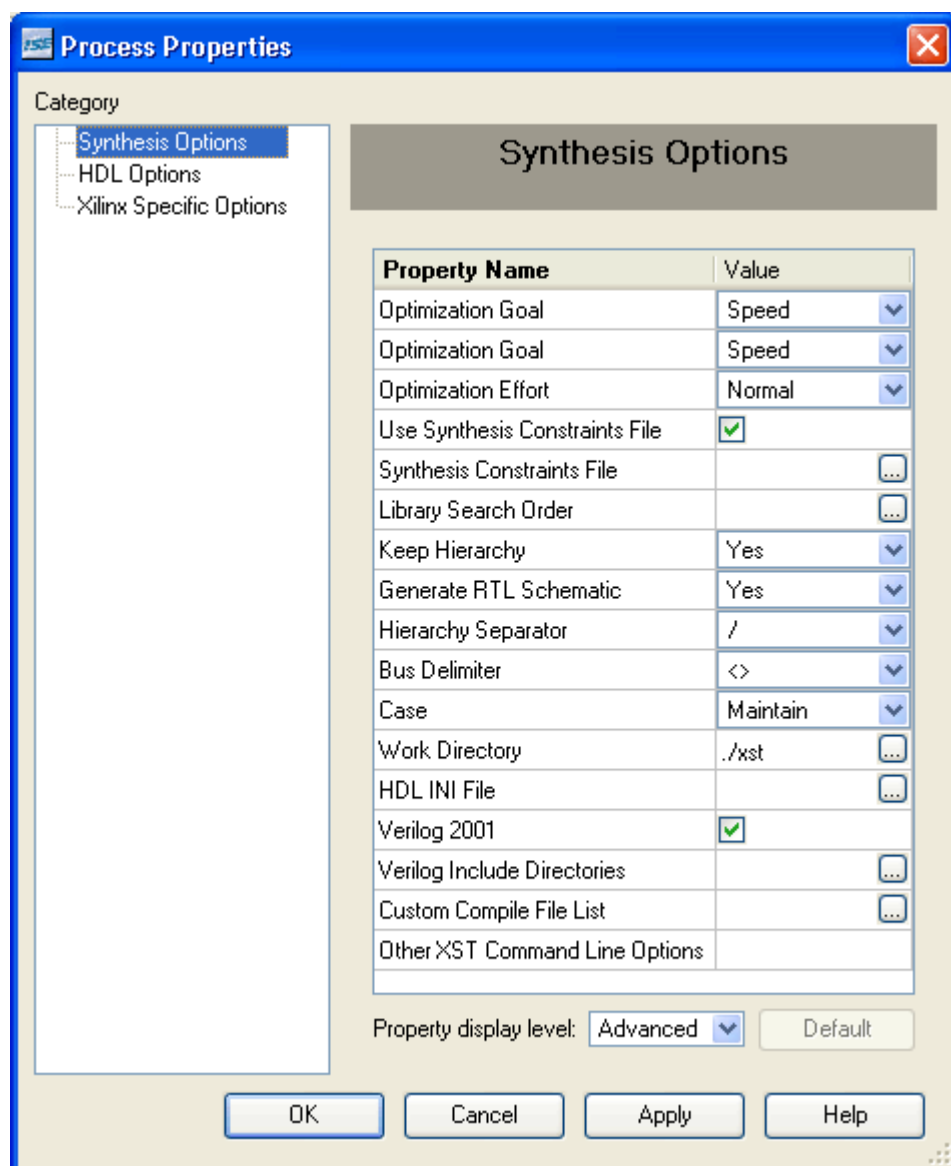 ISE Process Properties
Category
Synthesis Options
HDL Options
Xilinx Specific Options
Synthesis Options
Property Name Value
Optimization Goal Speed
Optimization Goal Speed
Optimization Effort Normal
Use Synthesis Constraints File
Synthesis Constraints File ...
Library Search Order ...
Keep Hierarchy Yes
Generate RTL Schematic Yes
Hierarchy Separator /
Bus Delimiter <>
Case Maintain
Work Directory ./xst ...
HDL INI File ...
Verilog 2001
Verilog Include Directories ...
Custom Compile File List ...
Other XST Command Line Options
Property display level: Advanced Default
OK Cancel Apply Help